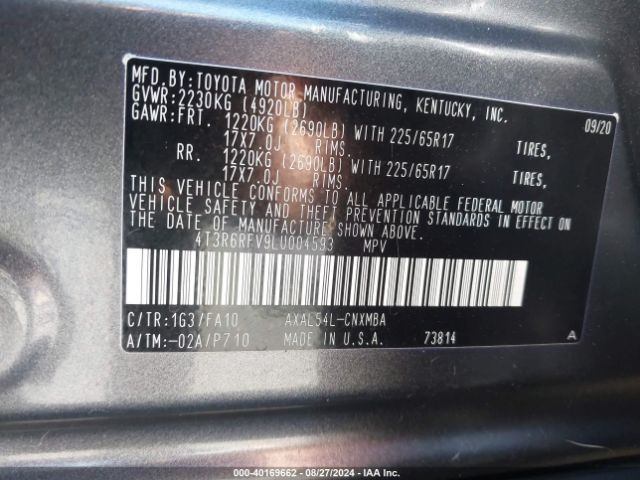 MFD.BY:TOYOTA MOTOR MANUFACTURING, KENTUCKY, INC.
GVWR:2230KG (4920LB) 09/20
GAWR:FRT. 1220KG (2690LB) WITH 225/65R17 TIRES,
17X7.0J RIMS.
RR. 1220KG (2690LB) WITH 225/65R17 TIRES,
17X7.0J RIMS.
THIS VEHICLE CONFORMS TO ALL APPLICABLE FEDERAL MOTOR
VEHICLE SAFETY AND THEFT PREVENTION STANDARDS IN EFFECT ON
THE DATE OF MANUFACTURE SHOWN ABOVE.
4T3R6RFV9LU004593 MPV
C/TR:1G3/FA10 AXAL54L-CNXMBA
A/TM:-02A/P710 MADE IN U.S.A. 73814 A
000-40169662 - 08/27/2024 - IAA Inc.